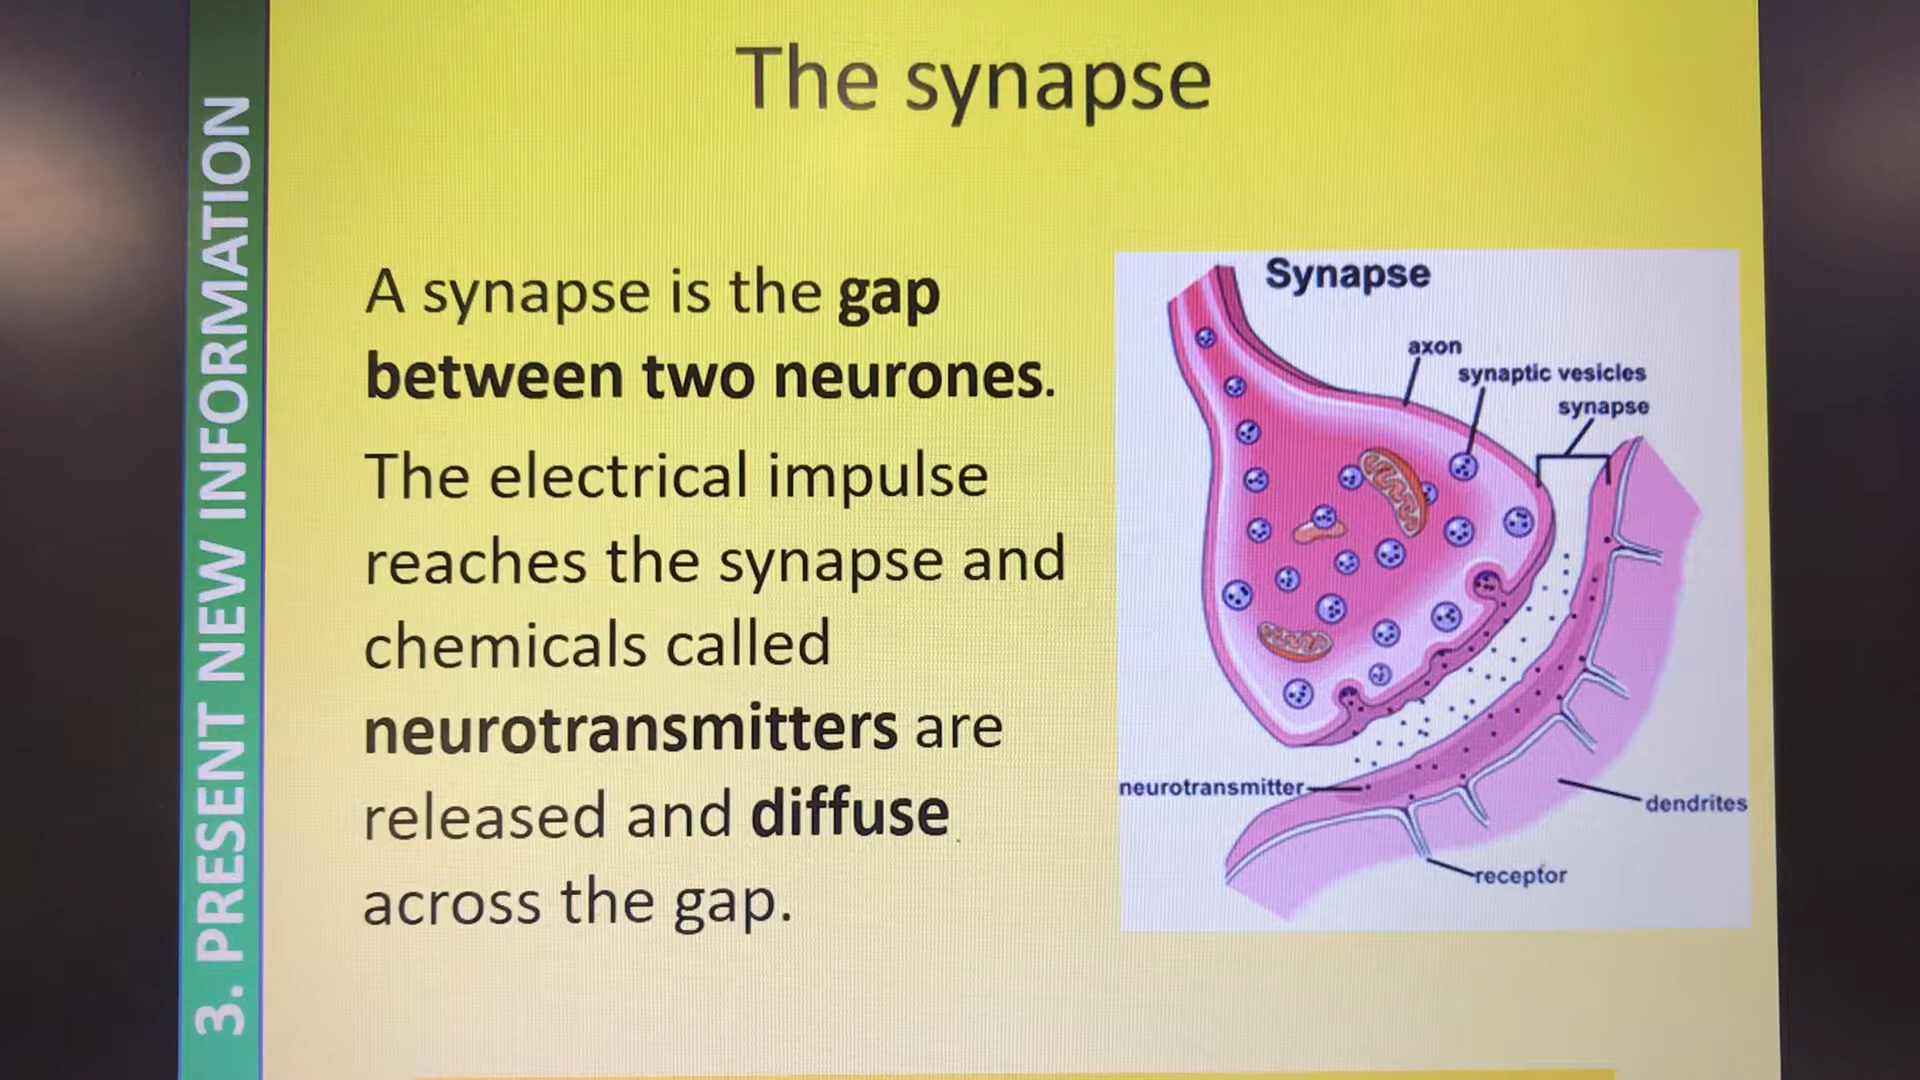 The synapse
3. PRESENT NEW INFORMATION
A synapse is the gap
between two neurones.
The electrical impulse
reaches the synapse and
chemicals called
neurotransmitters are
released and diffuse
across the gap.
Synapse
axon
synaptic vesicles
synapse
neurotransmitter
dendrites
receptor